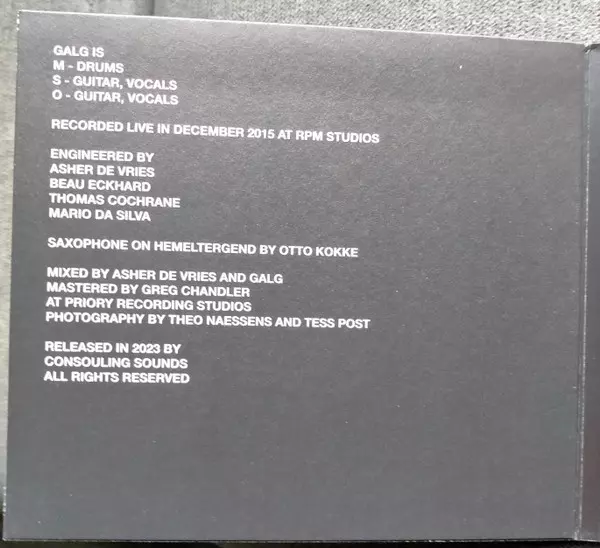 GALG IS
M - DRUMS
S - GUITAR, VOCALS
O - GUITAR, VOCALS
RECORDED LIVE IN DECEMBER 2015 AT RPM STUDIOS
ENGINEERED BY
ASHER DE VRIES
BEAU ECKHARD
THOMAS COCHRANE
MARIO DA SILVA
SAXOPHONE ON HEMELTERGEND BY OTTO KOKKE
MIXED BY ASHER DE VRIES AND GALG
MASTERED BY GREG CHANDLER
AT PRIORY RECORDING STUDIOS
PHOTOGRAPHY BY THEO NAESSENS AND TESS POST
RELEASED IN 2023 BY
CONSOULING SOUNDS
ALL RIGHTS RESERVED